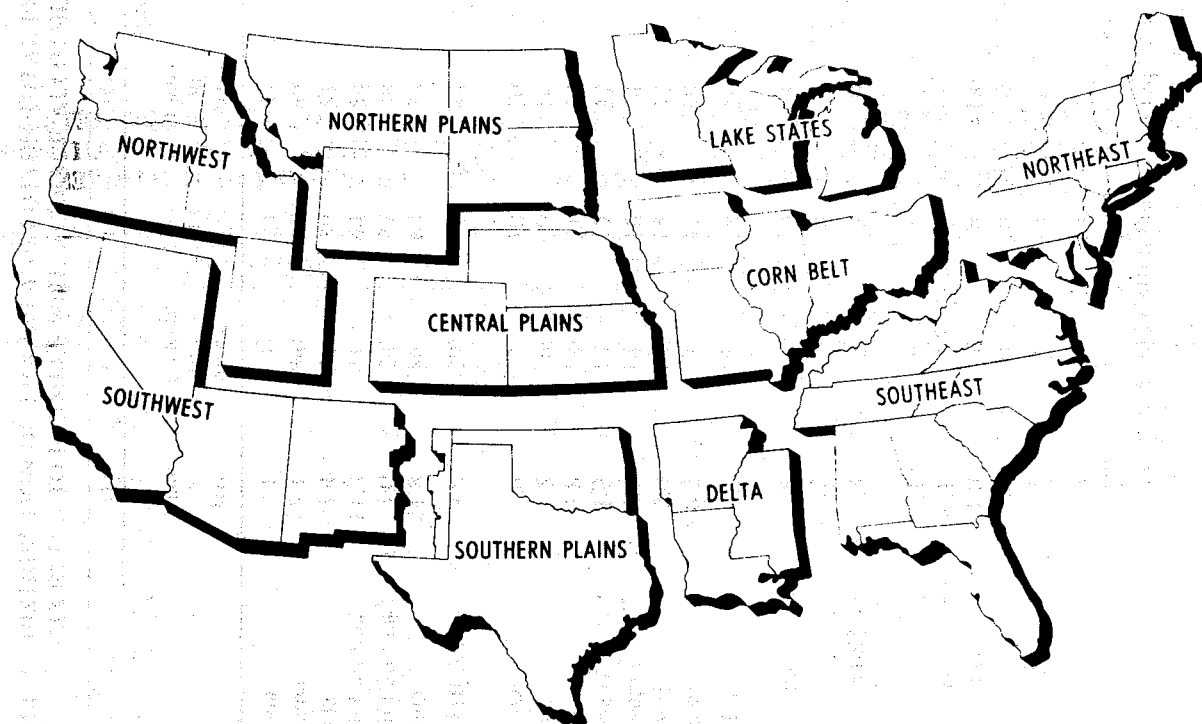 NORTHERN PLAINS
NORTHWEST
LAKE STATES
NORTHEAST
CORN BELT
CENTRAL PLAINS
SOUTHWEST
SOUTHEAST
DELTA
SOUTHERN PLAINS